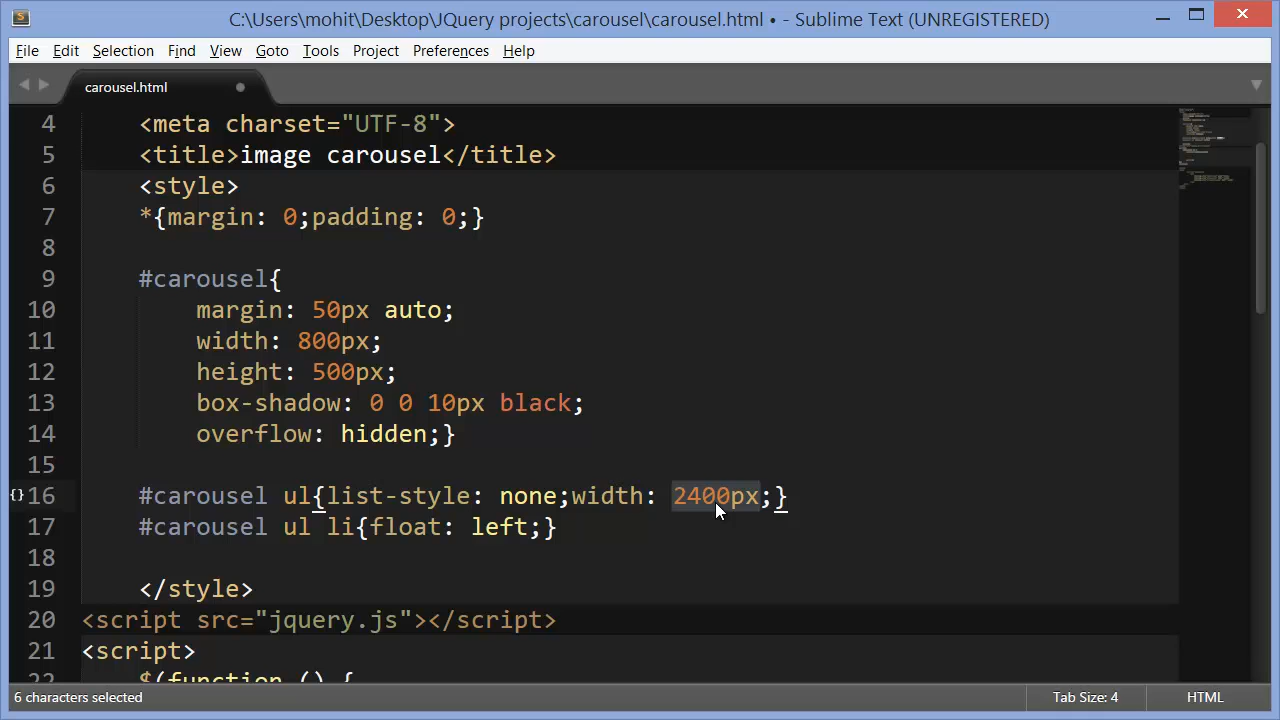 C:\Users\mohit\Desktop\JQuery projects\carousel\carousel.html • - Sublime Text (UNREGISTERED)
File Edit Selection Find View Goto Tools Project Preferences Help
carousel.html
4 <meta charset="UTF-8">
5 <title>image carousel</title>
6 <style>
7 *{margin: 0;padding: 0;}
8
9 #carousel{
10 margin: 50px auto;
11 width: 800px;
12 height: 500px;
13 box-shadow: 0 0 10px black;
14 overflow: hidden;}
15
{} 16 #carousel ul{list-style: none;width: 2400px;}
17 #carousel ul li{float: left;}
18
19 </style>
20 <script src="jquery.js"></script>
21 <script>
22 $(function () {
6 characters selected Tab Size: 4 HTML